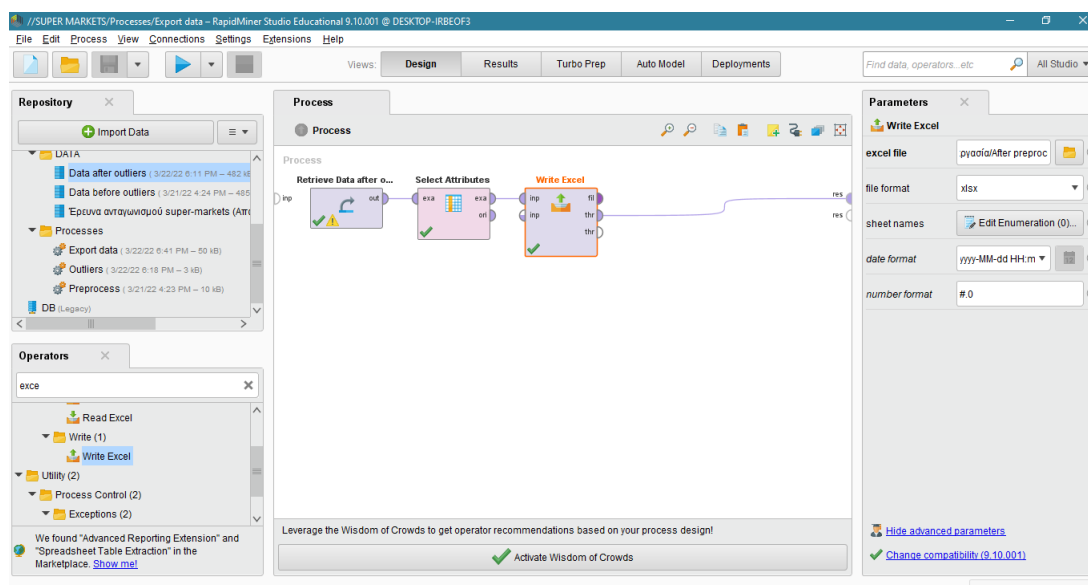 //SUPER MARKETS/Processes/Export data – RapidMiner Studio Educational 9.10.001 @ DESKTOP-IRBEOF3
File Edit Process View Connections Settings Extensions Help
Views: Design Results Turbo Prep Auto Model Deployments
Find data, operators...etc All Studio
Repository
Import Data
DATA
Data after outliers (3/22/22 6:11 PM – 482 kB
Data before outliers (3/21/22 4:24 PM – 485
Έρευνα ανταγωνισμού super-markets (Απο
Processes
Export data (3/22/22 6:41 PM – 50 kB)
Outliers (3/22/22 6:18 PM – 3 kB)
Preprocess (3/21/22 4:23 PM – 10 kB)
DB (Legacy)
Operators
exce
Read Excel
Write (1)
Write Excel
Utility (2)
Process Control (2)
Exceptions (2)
We found "Advanced Reporting Extension" and
"Spreadsheet Table Extraction" in the
Marketplace. Show me!
Process
Process
Process
Retrieve Data after o... Select Attributes Write Excel
inp out exa exa inp fil res
ori inp thr res
thr
Leverage the Wisdom of Crowds to get operator recommendations based on your process design!
Activate Wisdom of Crowds
Parameters
Write Excel
excel file ργασία/After preproc
file format xlsx
sheet names Edit Enumeration (0)...
date format yyyy-MM-dd HH:m
number format #.0
Hide advanced parameters
Change compatibility (9.10.001)